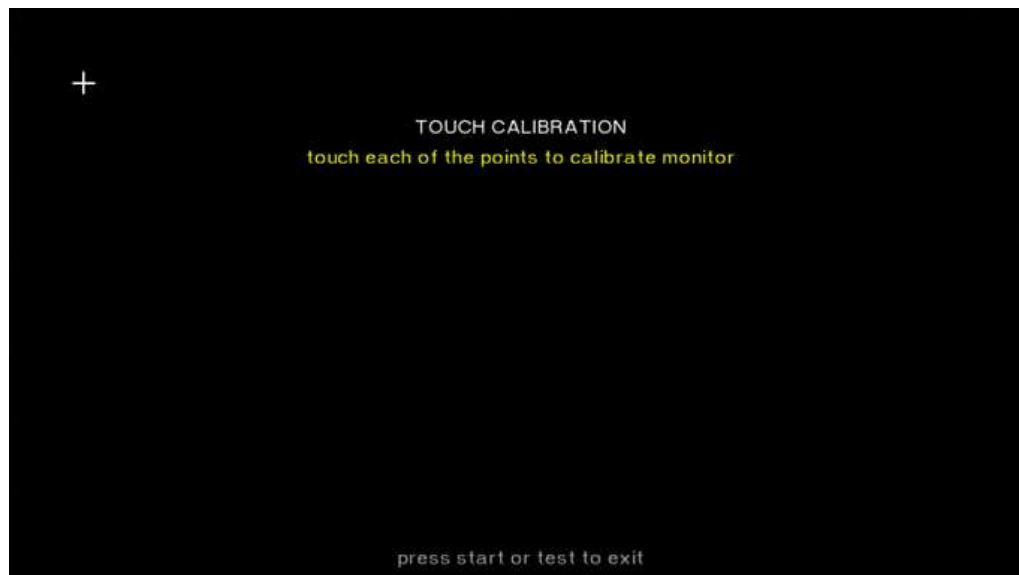 TOUCH CALIBRATION
touch each of the points to calibrate monitor
press start or test to exit